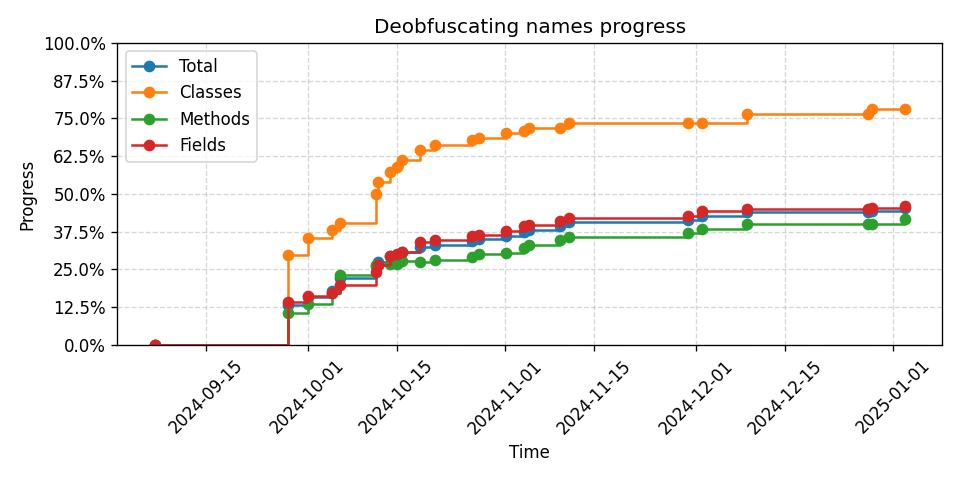 Deobfuscating names progress
100.0%
87.5%
75.0%
62.5%
50.0%
37.5%
25.0%
12.5%
0.0%
Progress
Total
Classes
Methods
Fields
2024-09-15
2024-10-01
2024-10-15
2024-11-01
2024-11-15
2024-12-01
2024-12-15
2025-01-01
Time